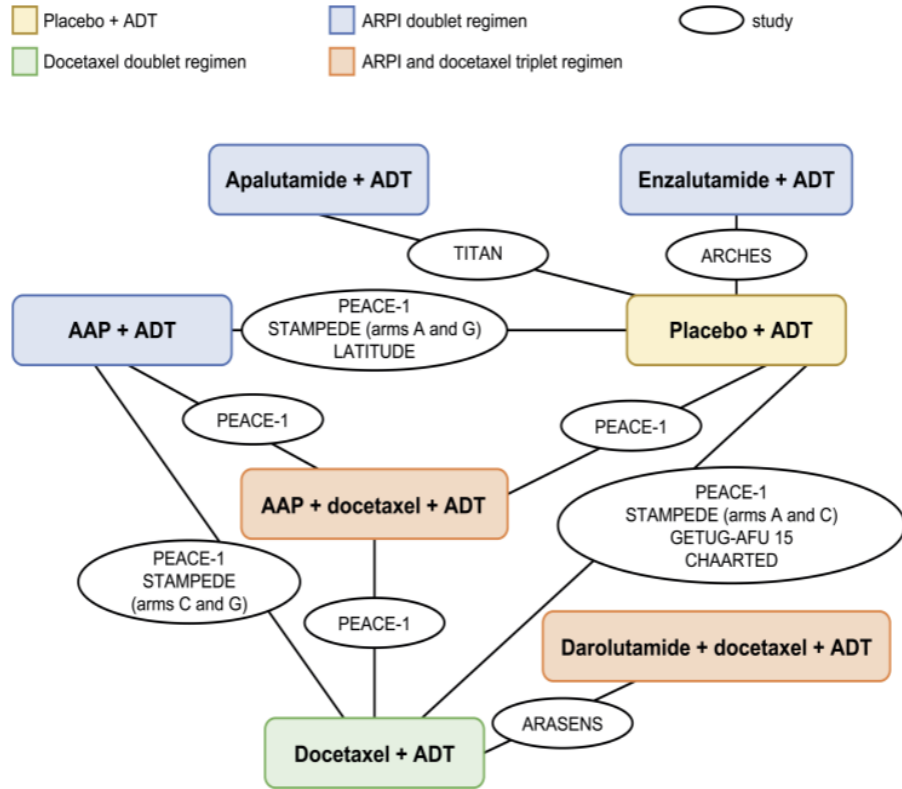 Placebo + ADT
ARPI doublet regimen
study
Docetaxel doublet regimen
ARPI and docetaxel triplet regimen
Apalutamide + ADT
Enzalutamide + ADT
TITAN
ARCHES
AAP + ADT
PEACE-1
STAMPEDE (arms A and G)
LATITUDE
Placebo + ADT
PEACE-1
PEACE-1
AAP + docetaxel + ADT
PEACE-1
STAMPEDE (arms A and C)
GETUG-AFU 15
CHAARTED
PEACE-1
STAMPEDE
(arms C and G)
PEACE-1
Darolutamide + docetaxel + ADT
ARASENS
Docetaxel + ADT